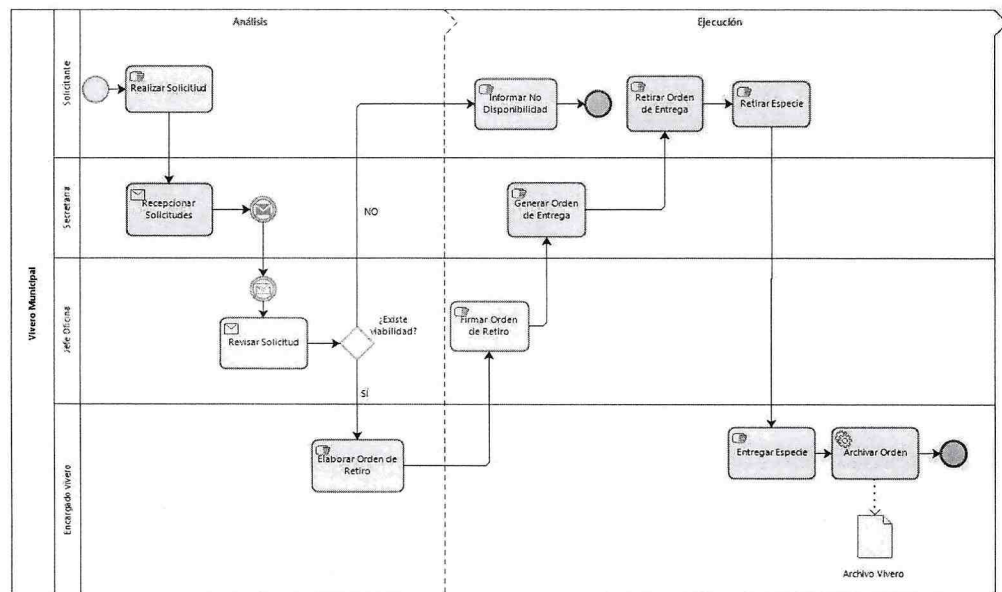 Análisis
Ejecución
Vivero Municipal
Solicitante
Realizar Solicitiud
Informar No
Disponibilidad
Retirar Orden
de Entrega
Retirar Especie
Secretaria
Recepcionar
Solicitudes
NO
Generar Orden
de Entrega
Jefe Oficina
Revisar Solicitud
¿Existe
viabilidad?
SÍ
Firmar Orden
de Retiro
Encargado Vivero
Elaborar Orden de
Retiro
Entregar Especie
Archivar Orden
Archivo Vivero